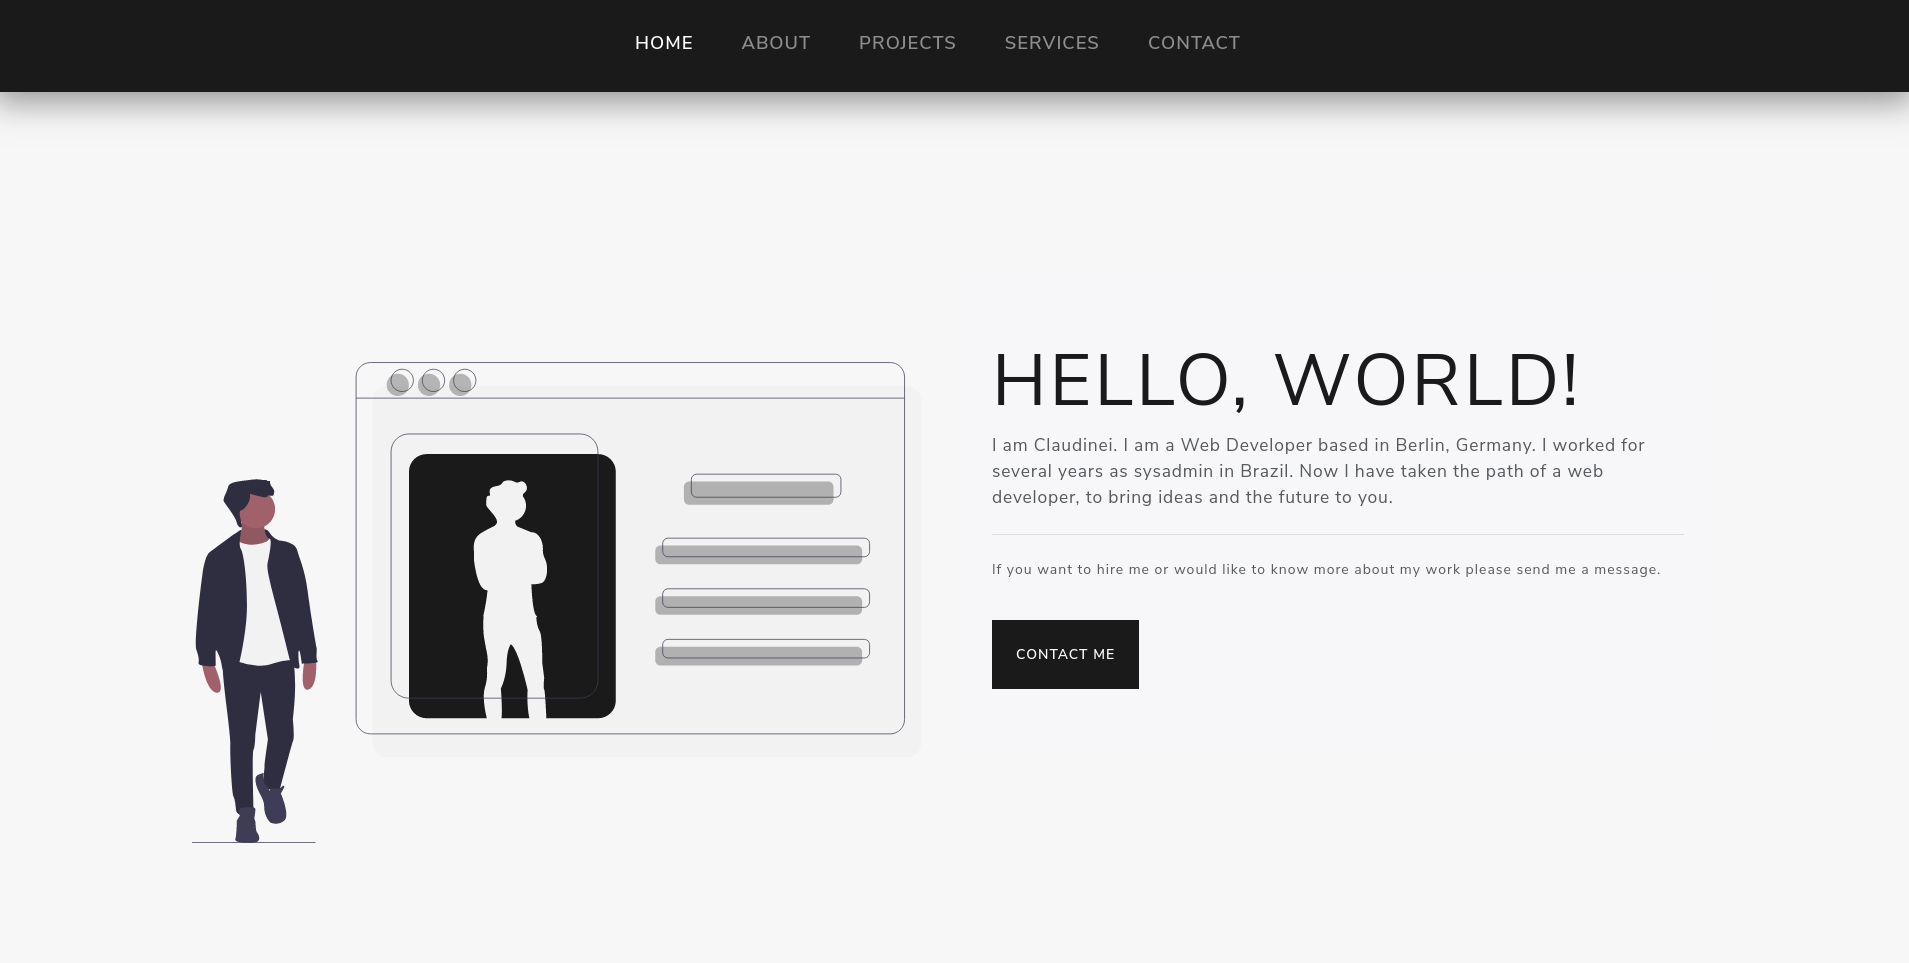 HOME ABOUT PROJECTS SERVICES CONTACT
HELLO, WORLD!
I am Claudinei. I am a Web Developer based in Berlin, Germany. I worked for
several years as sysadmin in Brazil. Now I have taken the path of a web
developer, to bring ideas and the future to you.
If you want to hire me or would like to know more about my work please send me a message.
CONTACT ME